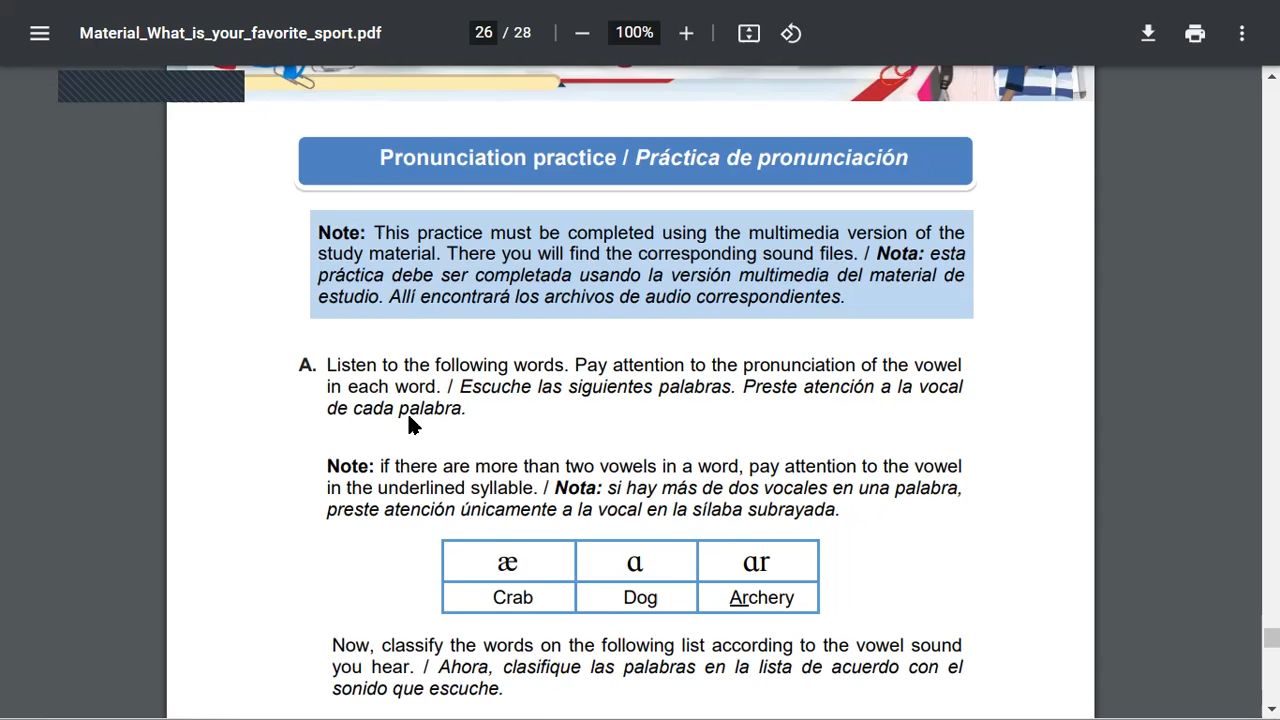 Material_What_is_your_favorite_sport.pdf
26 / 28
100%
Pronunciation practice / Práctica de pronunciación
Note: This practice must be completed using the multimedia version of the
study material. There you will find the corresponding sound files. / Nota: esta
práctica debe ser completada usando la versión multimedia del material de
estudio. Allí encontrará los archivos de audio correspondientes.
A. Listen to the following words. Pay attention to the pronunciation of the vowel
in each word. / Escuche las siguientes palabras. Preste atención a la vocal
de cada palabra.
Note: if there are more than two vowels in a word, pay attention to the vowel
in the underlined syllable. / Nota: si hay más de dos vocales en una palabra,
preste atención únicamente a la vocal en la sílaba subrayada.
æ ɑ ɑr
Crab Dog Archery
Now, classify the words on the following list according to the vowel sound
you hear. / Ahora, clasifique las palabras en la lista de acuerdo con el
sonido que escuche.